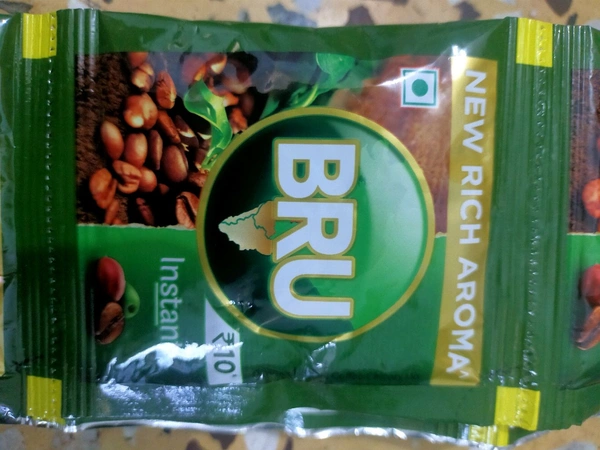 NEW RICH AROMA
BRU
Instan
₹10